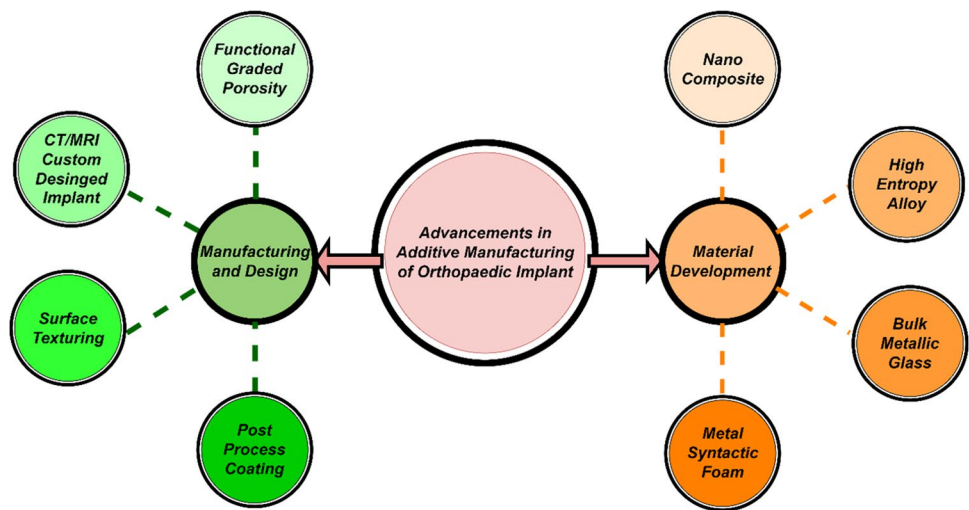 Functional
Graded
Porosity
CT/MRI
Custom
Desinged
Implant
Manufacturing
and Design
Surface
Texturing
Post
Process
Coating
Advancements in
Additive Manufacturing
of Orthopaedic Implant
Nano
Composite
High
Entropy
Alloy
Material
Development
Bulk
Metallic
Glass
Metal
Syntactic
Foam